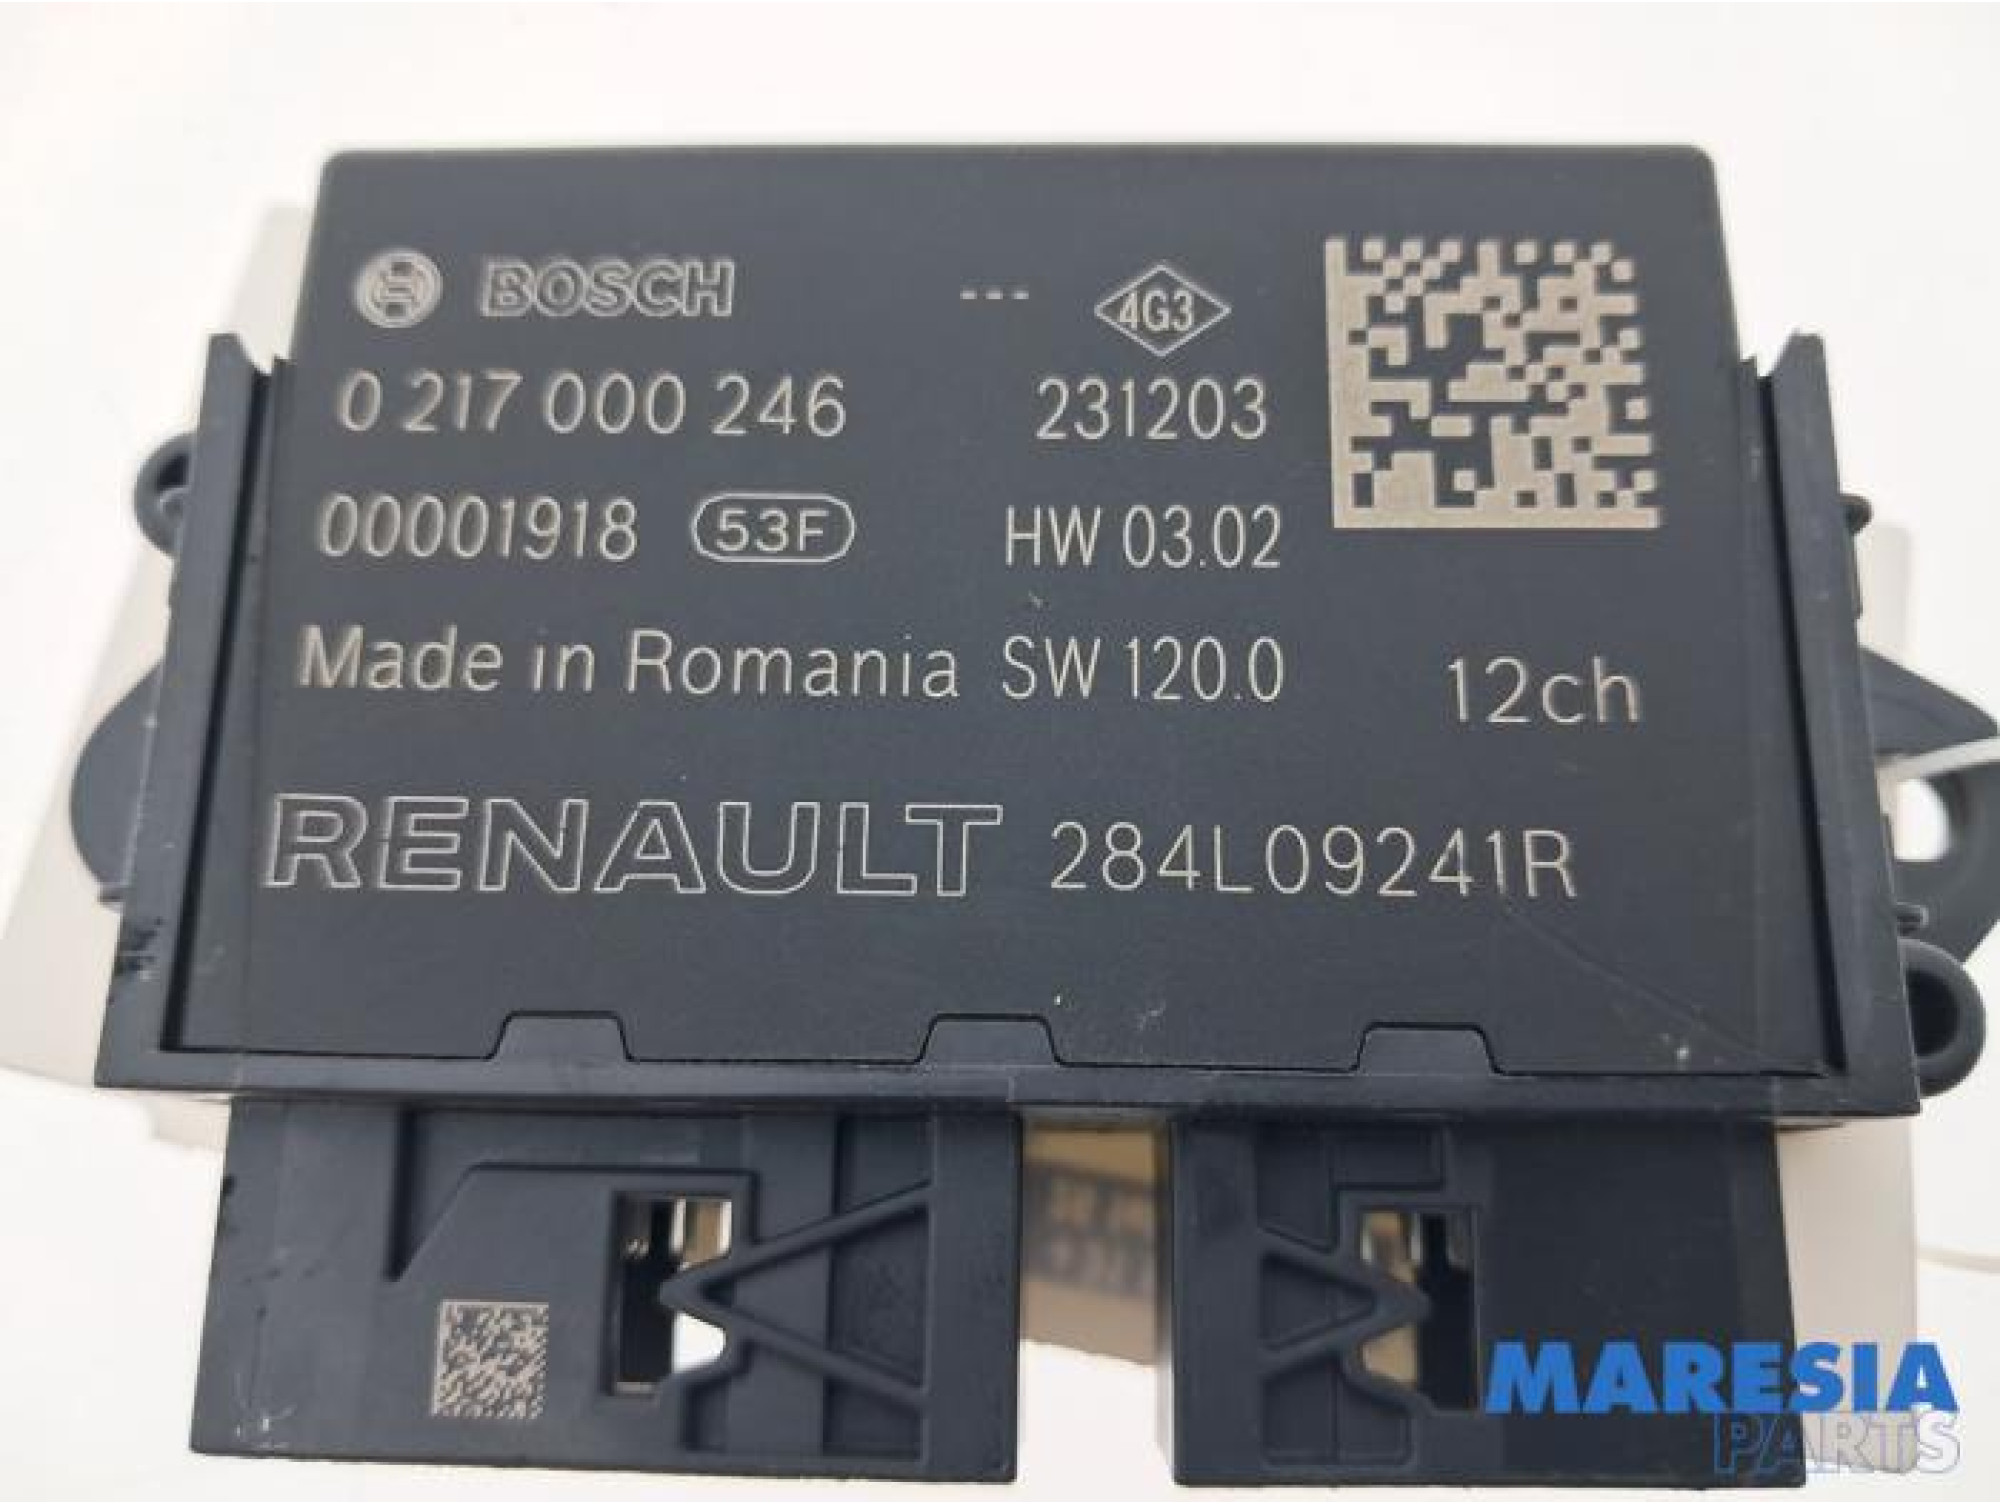 BOSCH --- 4G3
0 217 000 246 231203
00001918 53F HW 03.02
Made in Romania SW 120.0 12ch
RENAULT 284L09241R
MARESIA
PARTS